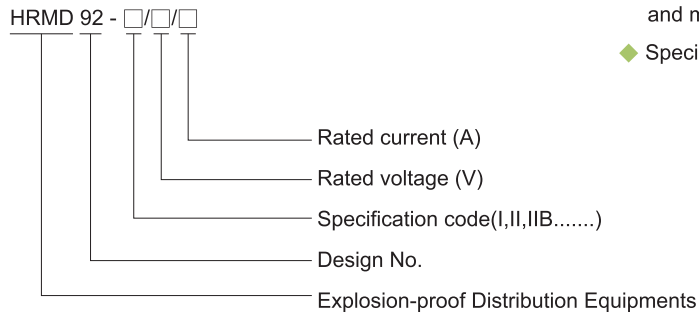 HRMD 92 - □/□/□
and n
◆ Speci
Rated current (A)
Rated voltage (V)
Specification code(I,II,IIB.......)
Design No.
Explosion-proof Distribution Equipments